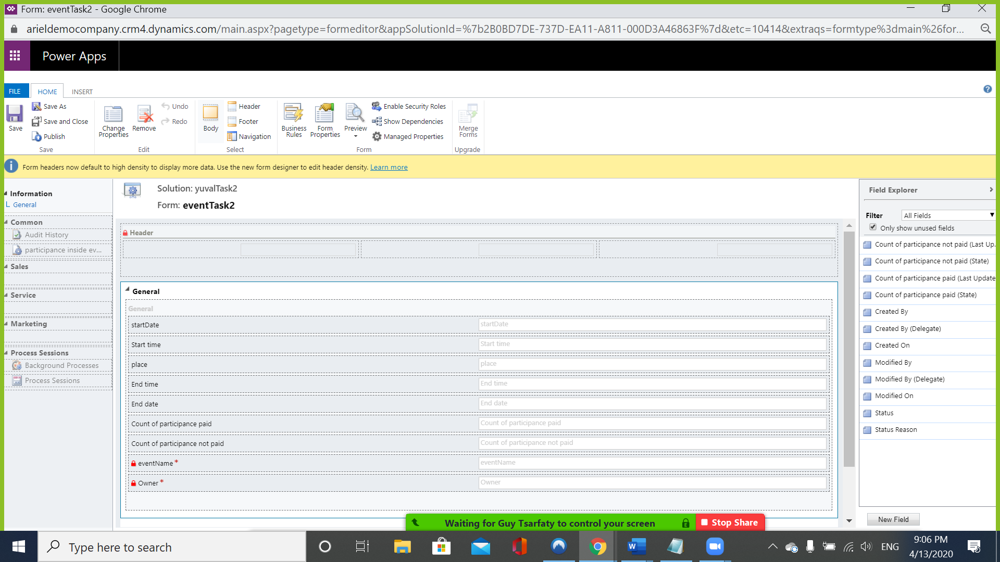 Form: eventTask2 - Google Chrome
arieldemocompany.crm4.dynamics.com/main.aspx?pagetype=formeditor&appSolutionId=%7b2B0BD7DE-737D-EA11-A811-000D3A46863F%7d&etc=10414&extraqs=formtype%3dmain%26for...
Power Apps
FILE HOME INSERT
Save
Save As
Save and Close
Publish
Save
Change Properties
Remove
Undo
Redo
Edit
Body
Header
Footer
Navigation
Select
Business Rules
Form Properties
Preview
Enable Security Roles
Show Dependencies
Managed Properties
Form
Merge Forms
Upgrade
Form headers now default to high density to display more data. Use the new form designer to edit header density. Learn more
Information
General
Common
Audit History
participance inside ev...
Sales
Service
Marketing
Process Sessions
Background Processes
Process Sessions
Solution: yuvalTask2
Form: eventTask2
Header
General
General
startDate startDate
Start time Start time
place place
End time End time
End date End date
Count of participance paid Count of participance paid
Count of participance not paid Count of participance not paid
eventName * eventName
Owner * Owner
Field Explorer
Filter All Fields
Only show unused fields
Count of participance not paid (Last Up.
Count of participance not paid (State)
Count of participance paid (Last Update
Count of participance paid (State)
Created By
Created By (Delegate)
Created On
Modified By
Modified By (Delegate)
Modified On
Status
Status Reason
New Field
Waiting for Guy Tsarfaty to control your screen
Stop Share
Type here to search
ENG
9:06 PM
4/13/2020